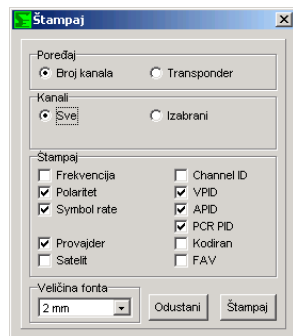 Štampaj
Poređaj
Broj kanala Transponder
Kanali
Sve Izabrani
Štampaj
Frekvencija Channel ID
Polaritet VPID
Symbol rate APID
PCR PID
Provajder Kodiran
Satelit FAV
Veličina fonta
2 mm Odustani Štampaj